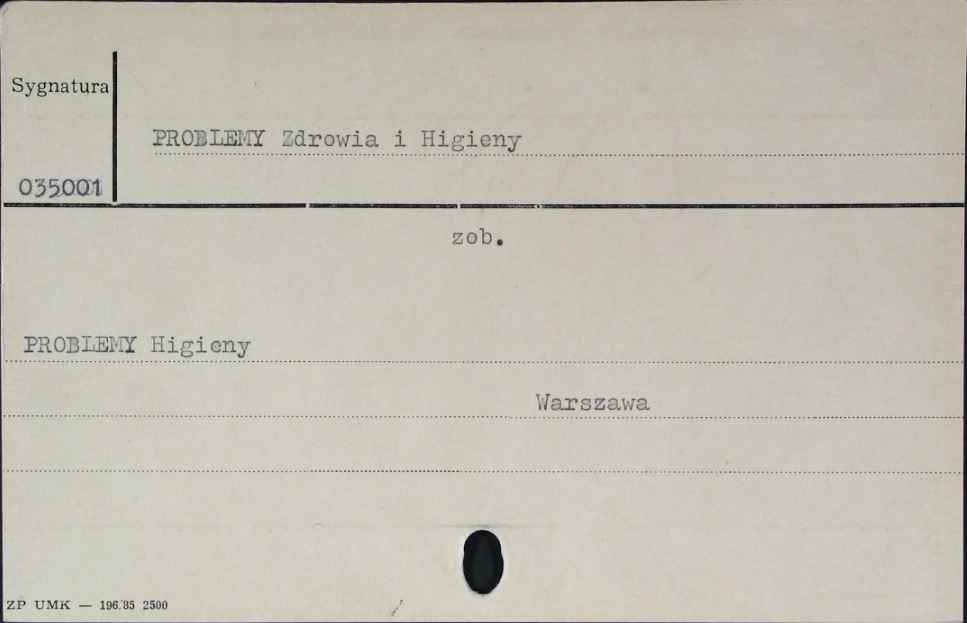 Sygnatura
PROBLEMY Zdrowia i Higieny
035001
zob.
PROBLEMY Higieny
Warszawa
ZP UMK — 196/85 2500